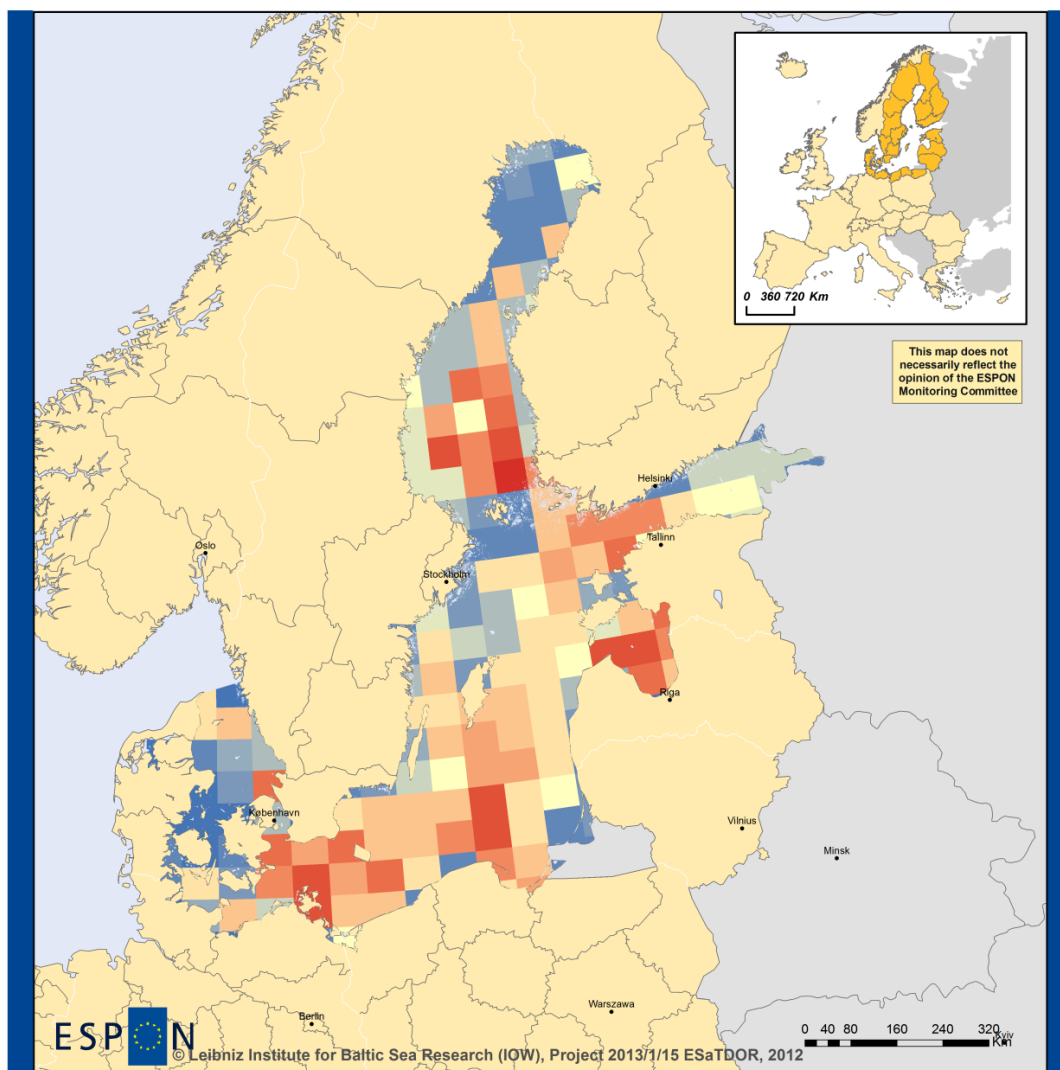 0 360 720 Km
This map does not
necessarily reflect the
opinion of the ESPON
Monitoring Committee
Helsinki
Tallinn
Oslo
Stockholm
Riga
København
Vilnius
Minsk
Warszawa
Berlin
ESPON
0 40 80 160 240 320
Km
Kyiv
© Leibniz Institute for Baltic Sea Research (IOW), Project 2013/1/15 ESaTDOR, 2012